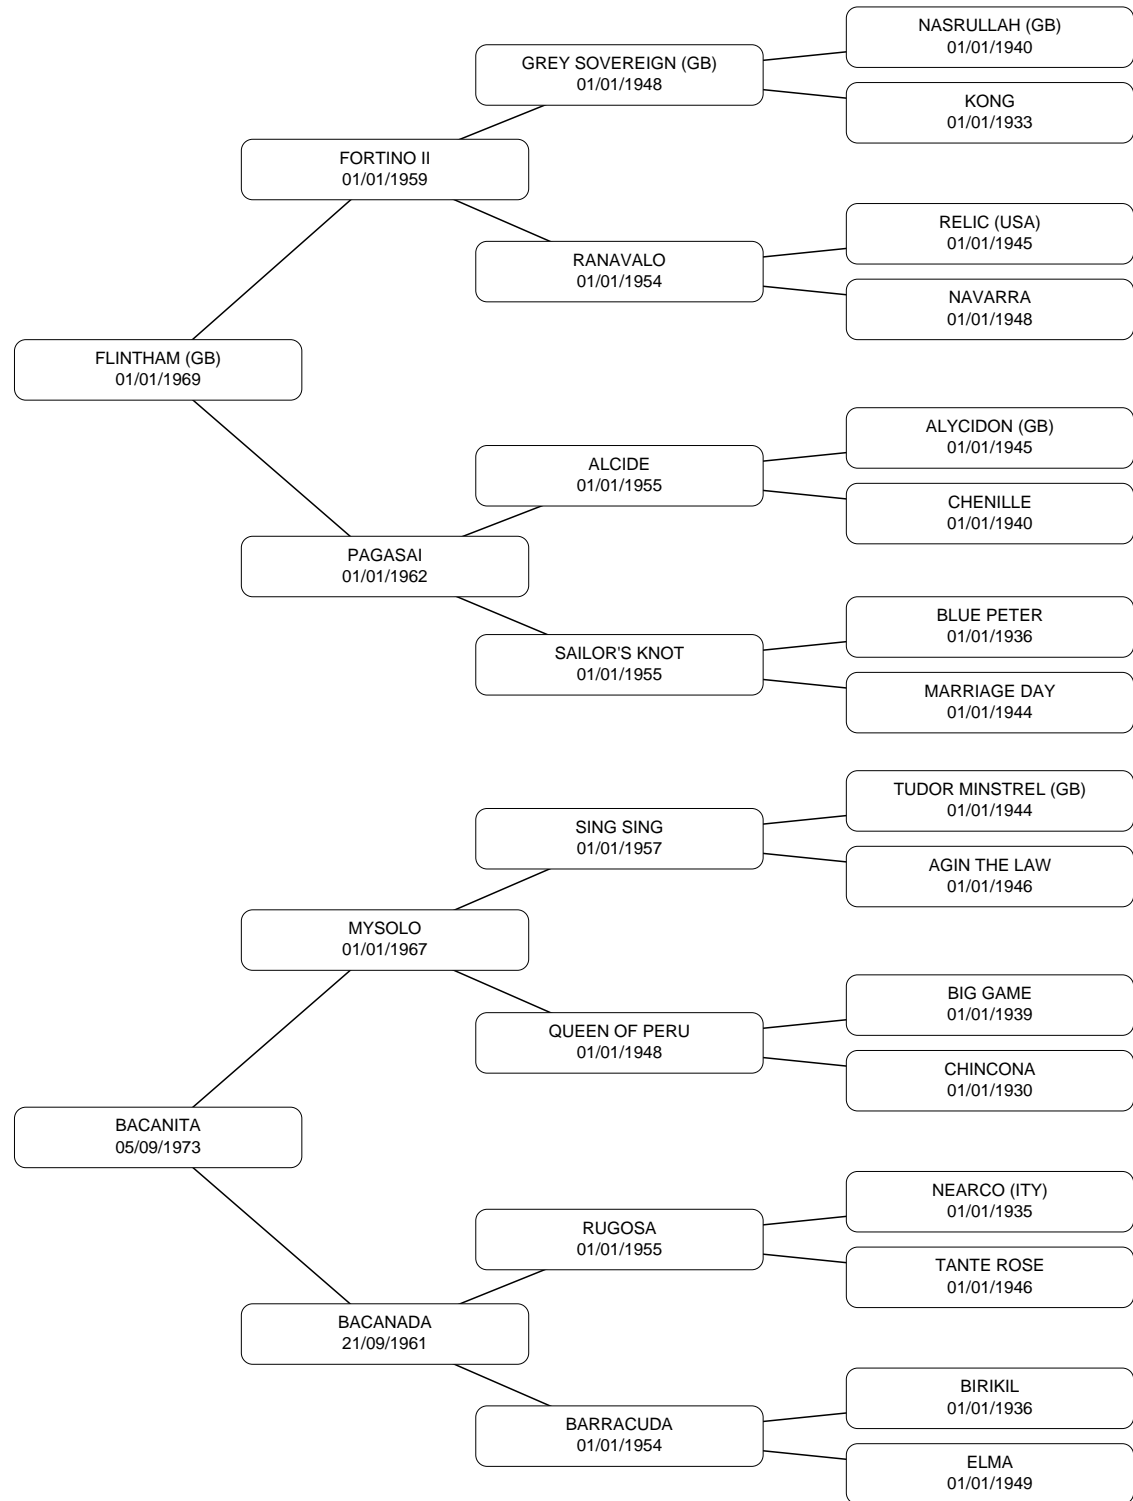 NASRULLAH (GB)
01/01/1940
GREY SOVEREIGN (GB)
01/01/1948
KONG
01/01/1933
FORTINO II
01/01/1959
RELIC (USA)
01/01/1945
RANAVALO
01/01/1954
NAVARRA
01/01/1948
FLINTHAM (GB)
01/01/1969
ALYCIDON (GB)
01/01/1945
ALCIDE
01/01/1955
CHENILLE
01/01/1940
PAGASAI
01/01/1962
BLUE PETER
01/01/1936
SAILOR'S KNOT
01/01/1955
MARRIAGE DAY
01/01/1944
TUDOR MINSTREL (GB)
01/01/1944
SING SING
01/01/1957
AGIN THE LAW
01/01/1946
MYSOLO
01/01/1967
BIG GAME
01/01/1939
QUEEN OF PERU
01/01/1948
CHINCONA
01/01/1930
BACANITA
05/09/1973
NEARCO (ITY)
01/01/1935
RUGOSA
01/01/1955
TANTE ROSE
01/01/1946
BACANADA
21/09/1961
BIRIKIL
01/01/1936
BARRACUDA
01/01/1954
ELMA
01/01/1949